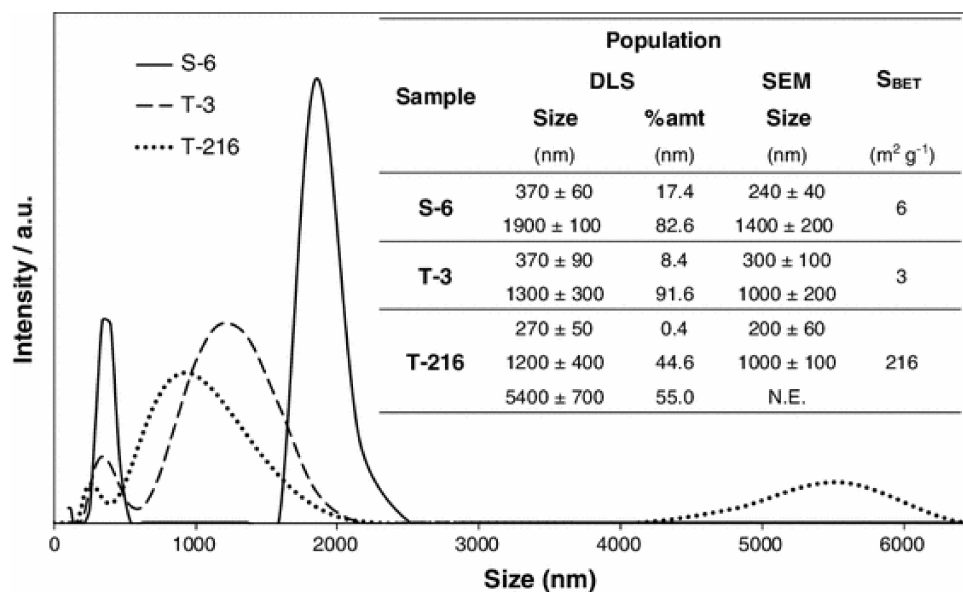 Intensity / a.u.
S-6
T-3
T-216
Population
Sample DLS SEM S_BET
Size %amt Size
(nm) (nm) (nm) (m² g⁻¹)
S-6 370 ± 60 17.4 240 ± 40 6
1900 ± 100 82.6 1400 ± 200
T-3 370 ± 90 8.4 300 ± 100 3
1300 ± 300 91.6 1000 ± 200
270 ± 50 0.4 200 ± 60
T-216 1200 ± 400 44.6 1000 ± 100 216
5400 ± 700 55.0 N.E.
0 1000 2000 3000 4000 5000 6000
Size (nm)